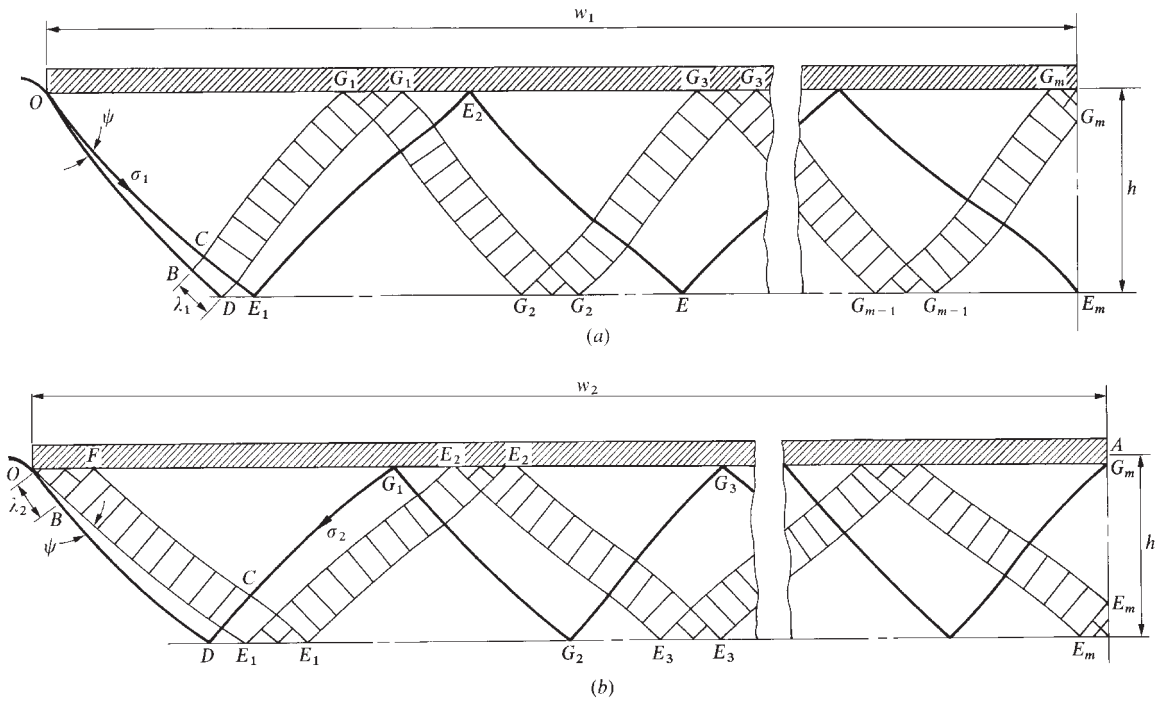 w₁
G₁ G₁ G₃ G₃ Gₘ
O ψ E₂ Gₘ
σ₁ h
C
B
λ₁ D E₁ G₂ G₂ E Gₘ₋₁ Gₘ₋₁ Eₘ
(a)
w₂
F E₂ E₂ A
O G₁ G₃ Gₘ
λ₂ B σ₂
ψ C h
Eₘ
D E₁ E₁ G₂ E₃ E₃ Eₘ
(b)